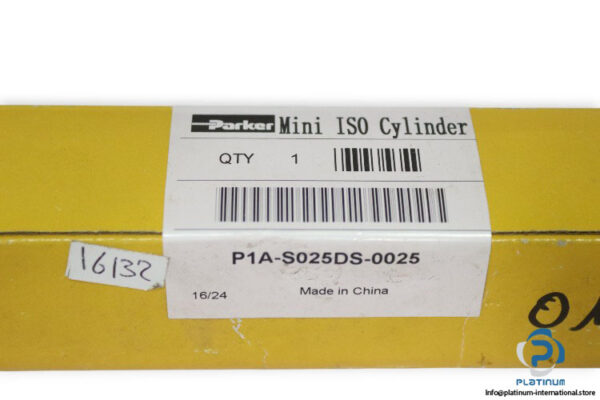 Parker Mini ISO Cylinder
QTY 1
P1A-S025DS-0025
16/24 Made in China
16132
PLATINUM
info@platinum-international.store